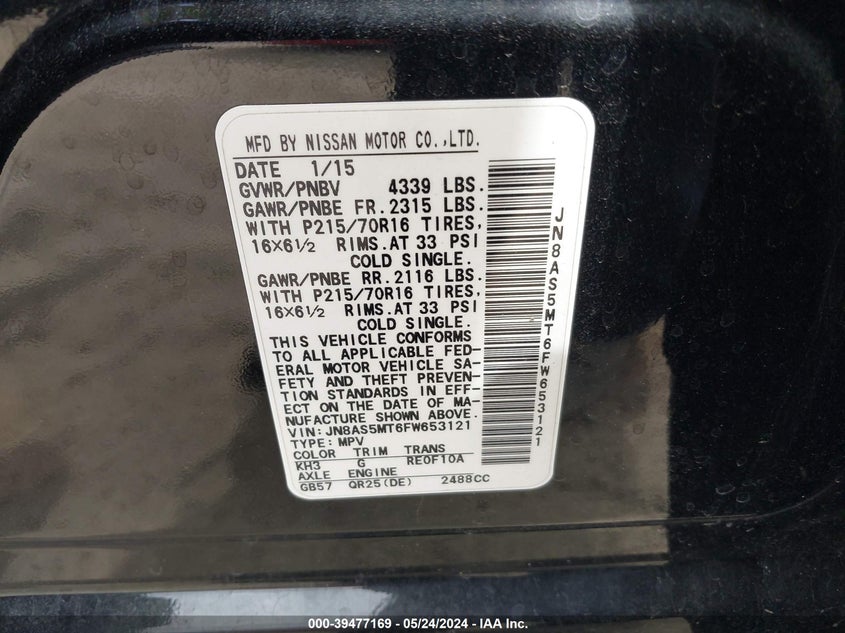 MFD BY NISSAN MOTOR CO.,LTD.
DATE 1/15
GVWR/PNBV 4339 LBS.
GAWR/PNBE FR.2315 LBS.
WITH P215/70R16 TIRES,
16×6½ RIMS.AT 33 PSI
COLD SINGLE.
GAWR/PNBE RR.2116 LBS.
WITH P215/70R16 TIRES,
16×6½ RIMS.AT 33 PSI
COLD SINGLE.
THIS VEHICLE CONFORMS
TO ALL APPLICABLE FED-
ERAL MOTOR VEHICLE SA-
FETY AND THEFT PREVEN-
TION STANDARDS IN EFF-
ECT ON THE DATE OF MA-
NUFACTURE SHOWN ABOVE.
VIN:JN8AS5MT6FW653121
TYPE:MPV
COLOR TRIM TRANS
KH3 G RE0F10A
AXLE ENGINE
GB57 QR25(DE) 2488CC
JN8AS5MT6FW653121
000-39477169 - 05/24/2024 - IAA Inc.